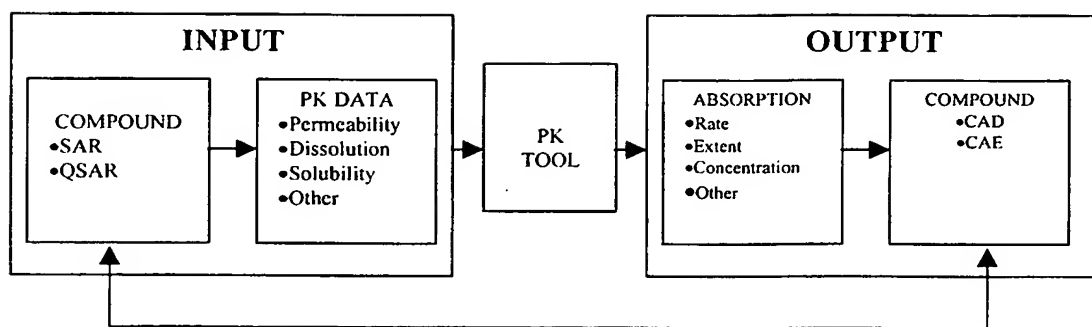 INPUT
COMPOUND
•SAR
•QSAR
PK DATA
•Permeability
•Dissolution
•Solubility
•Other
PK
TOOL
OUTPUT
ABSORPTION
•Rate
•Extent
•Concentration
•Other
COMPOUND
•CAD
•CAE